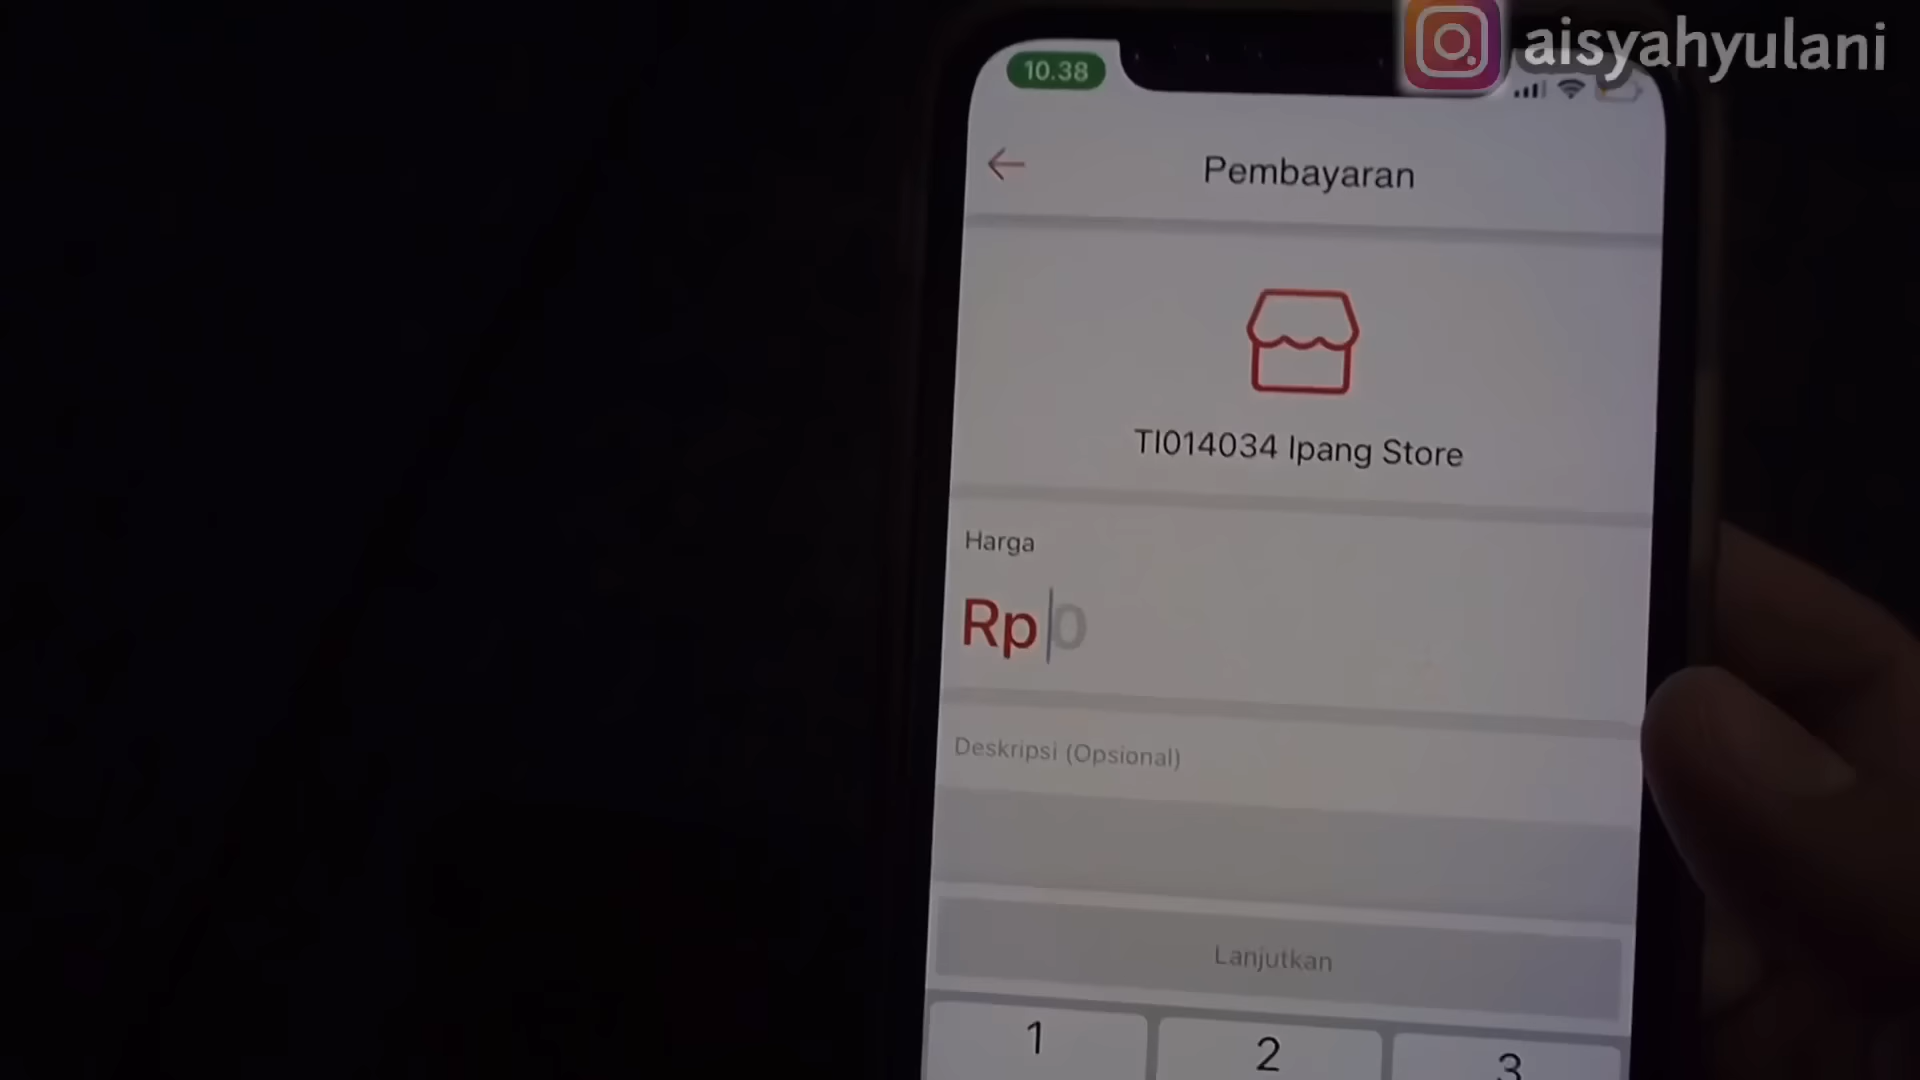 aisyahyulani
10.38
Pembayaran
TI014034 Ipang Store
Harga
Rp 0
Deskripsi (Opsional)
Lanjutkan
1 2 3